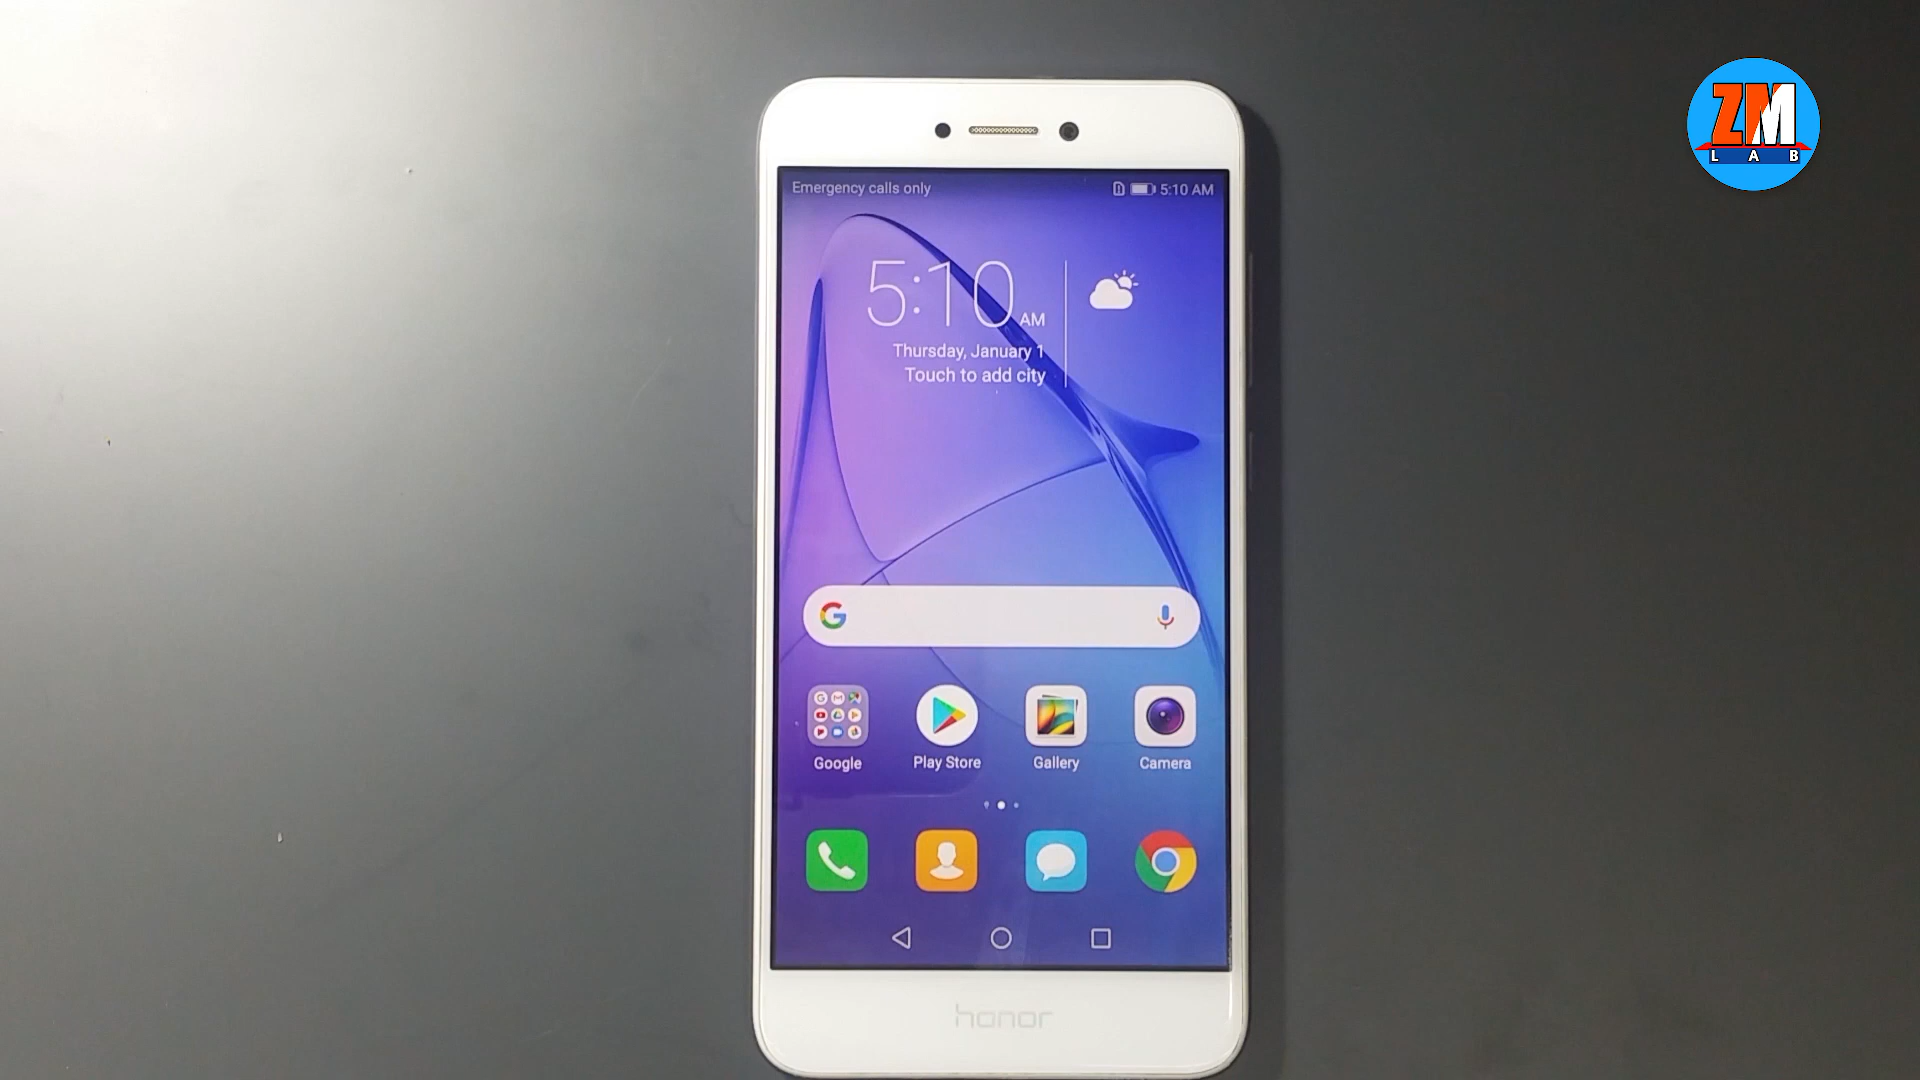 ZM
LAB
Emergency calls only
5:10 AM
5:10 AM
Thursday, January 1
Touch to add city
Google
Play Store
Gallery
Camera
honor